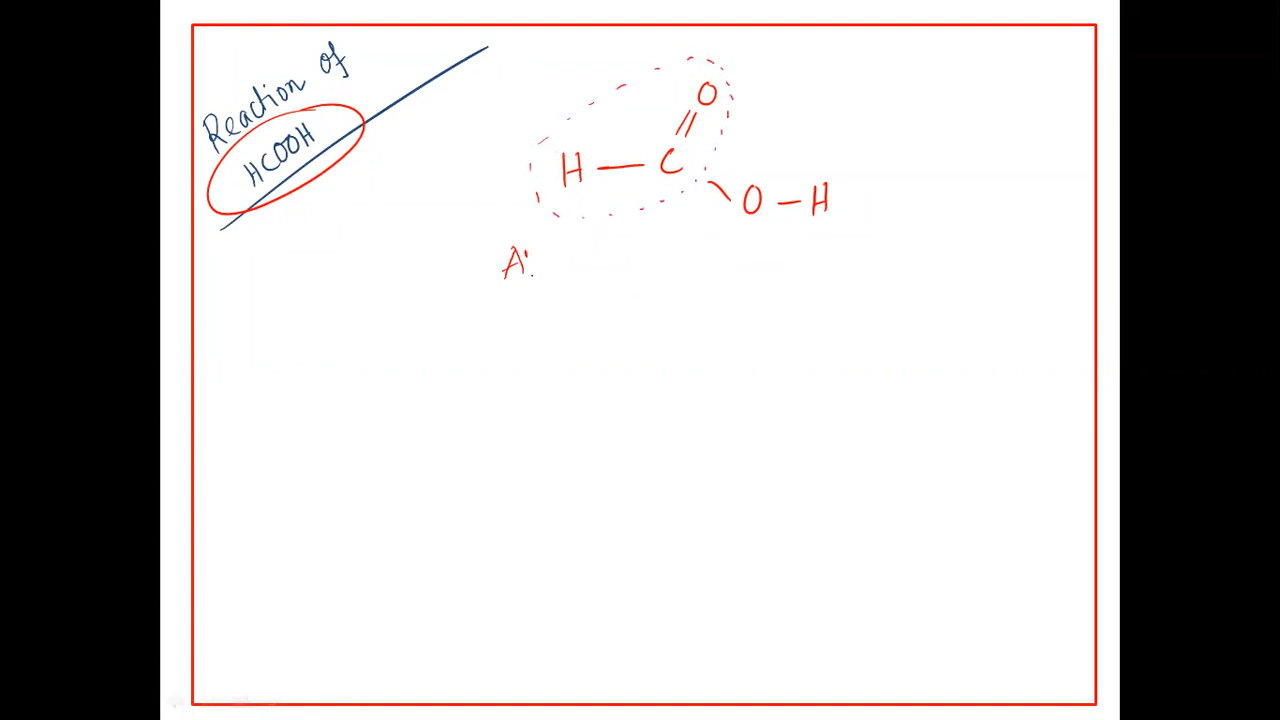 Reaction of
HCOOH
O
H — C
O — H
A